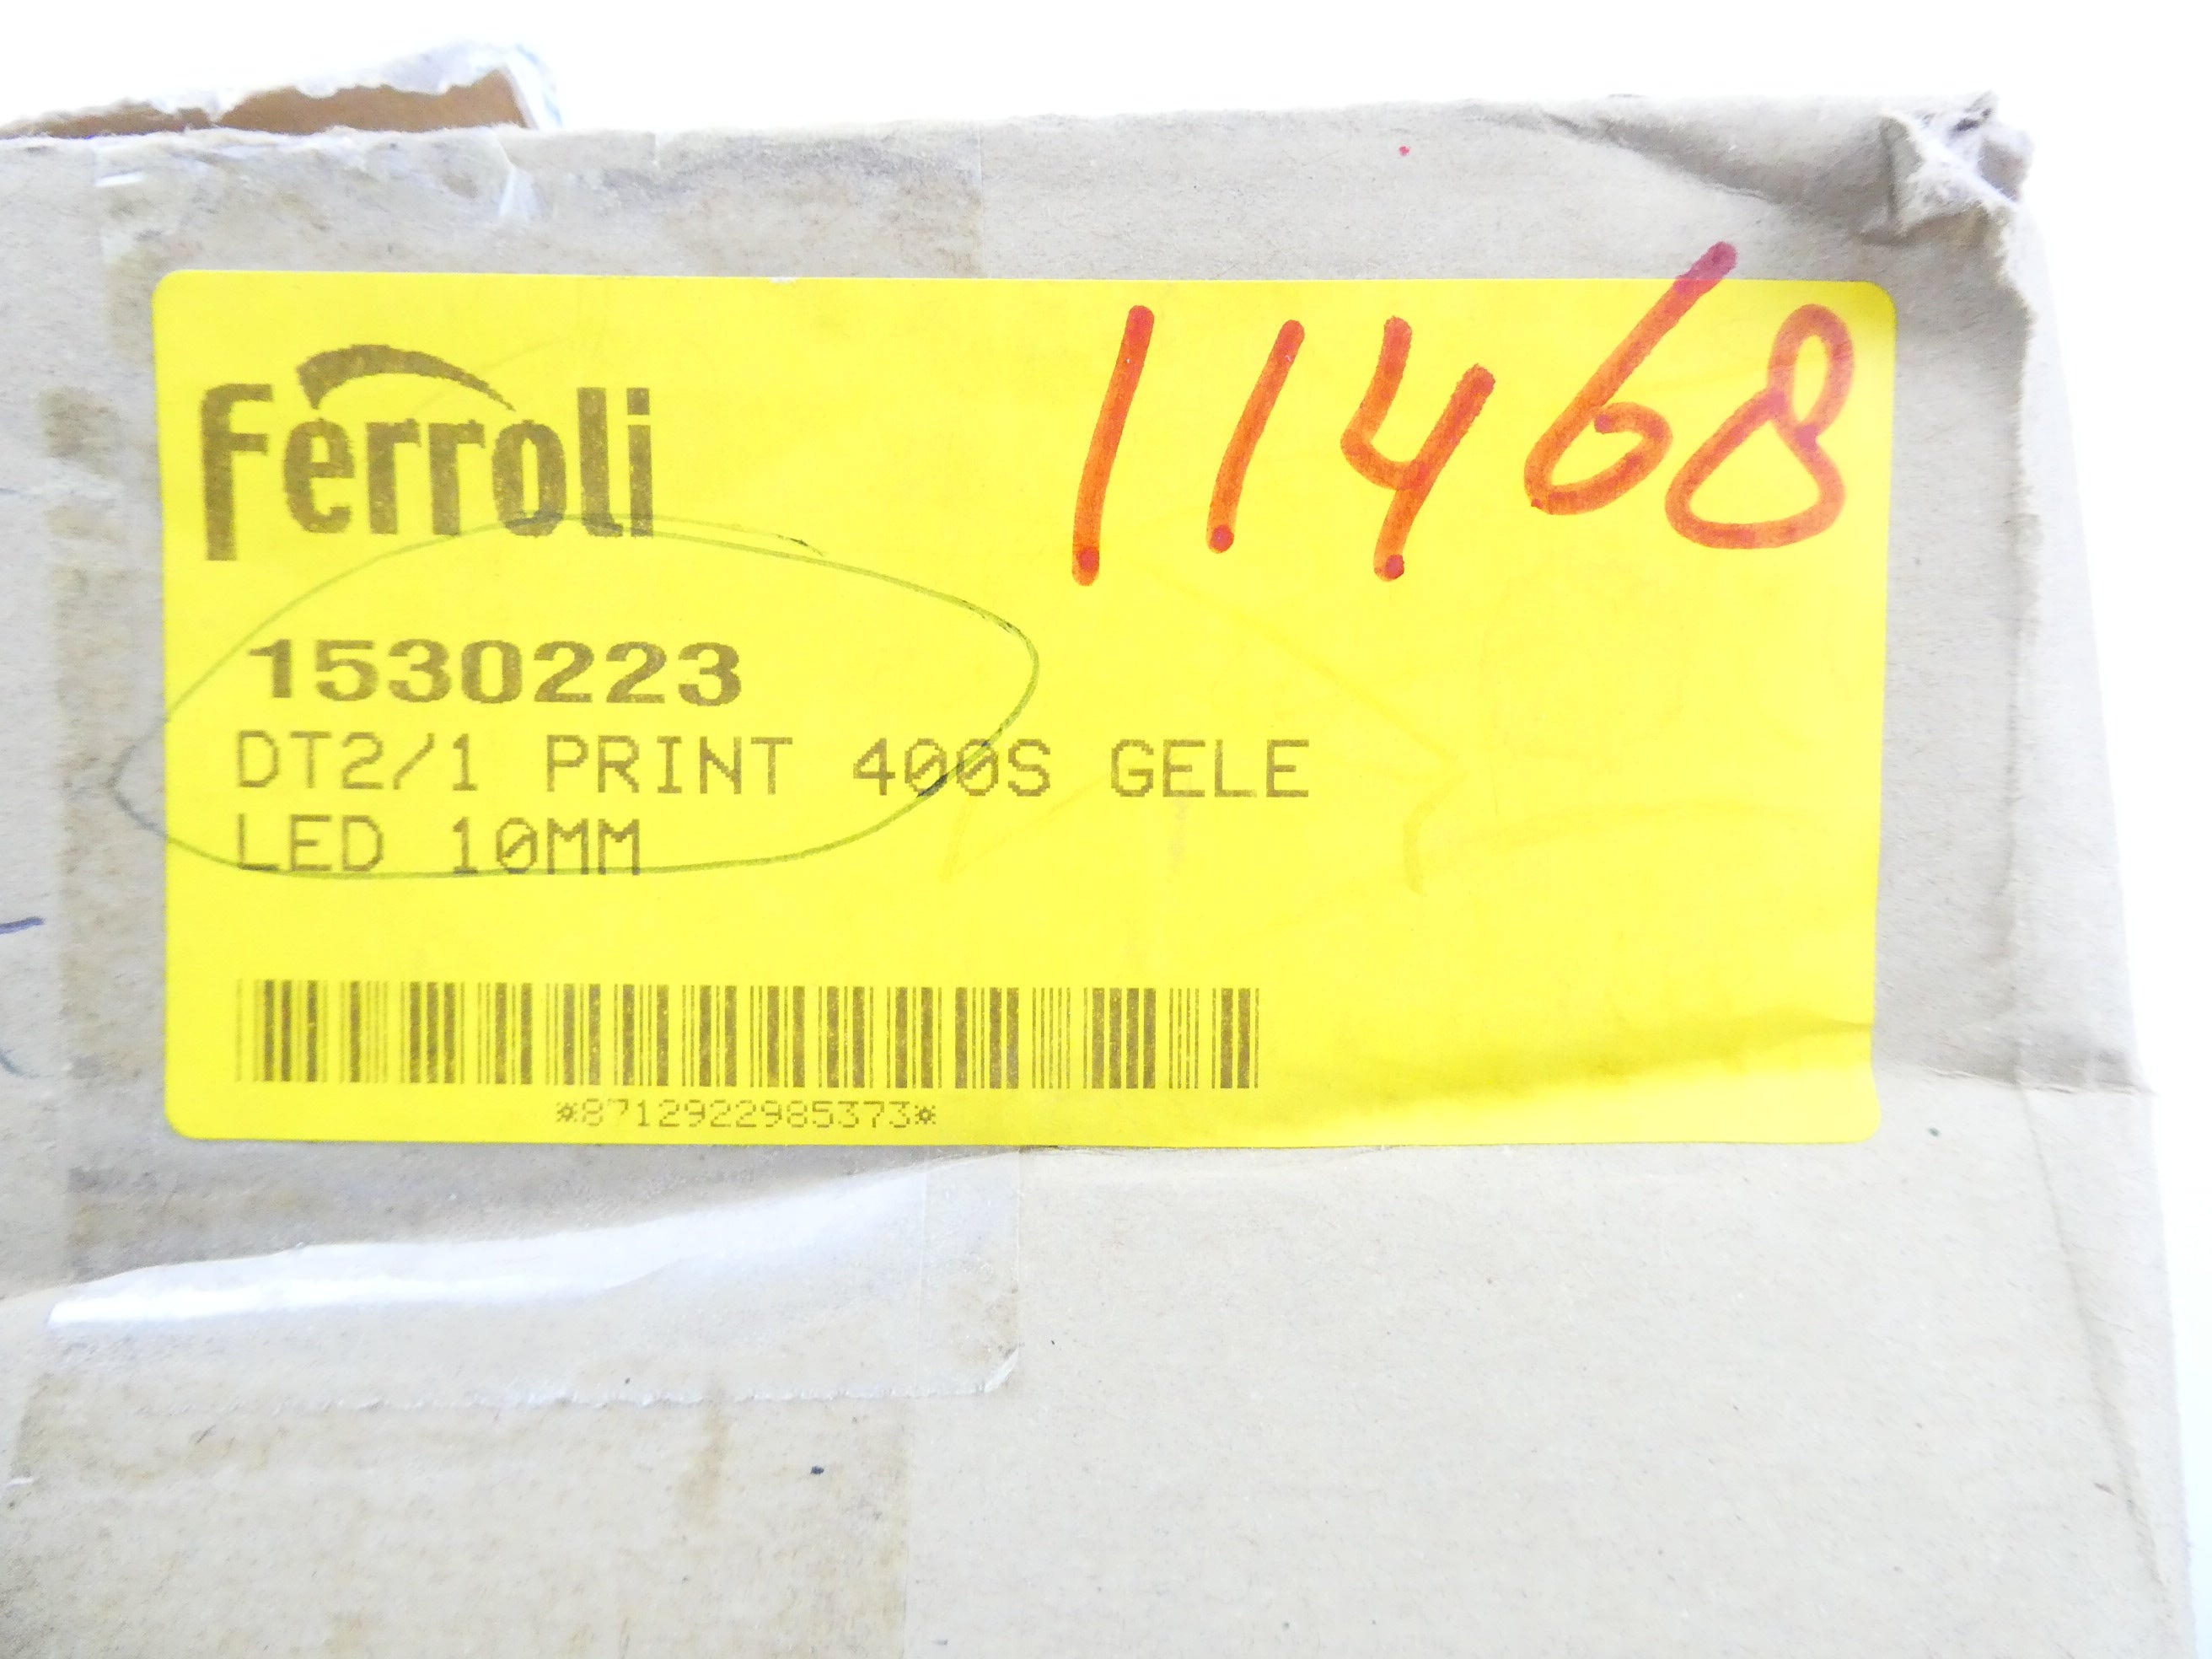 Ferroli
11468
1530223
DT2/1 PRINT 400S GELE
LED 10MM
*8712922985373*